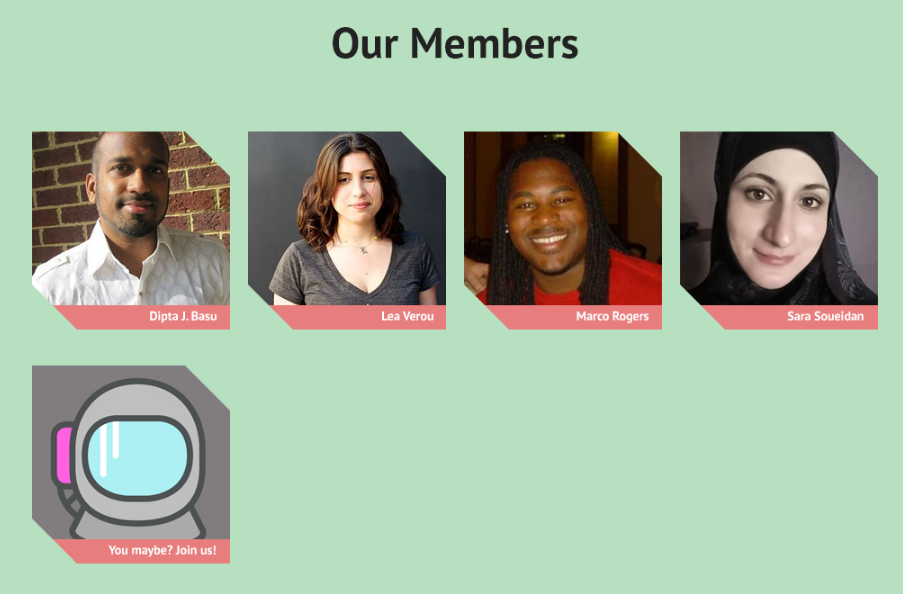 Our Members
Dipta J. Basu
Lea Verou
Marco Rogers
Sara Soueidan
You maybe? Join us!